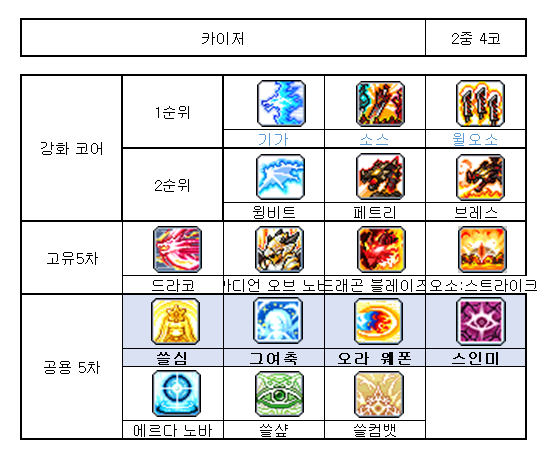 카이저 2중 4코
강화 코어
1순위
기가 소스 윌오소
2순위
윙비트 페트리 브레스
고유5차
드라코 가디언 오브 노바 드래곤 블레이즈 오소:스트라이크
공용 5차
쓸심 그여축 오라 웨폰 스인미
에르다 노바 쓸샾 쓸컴뱃